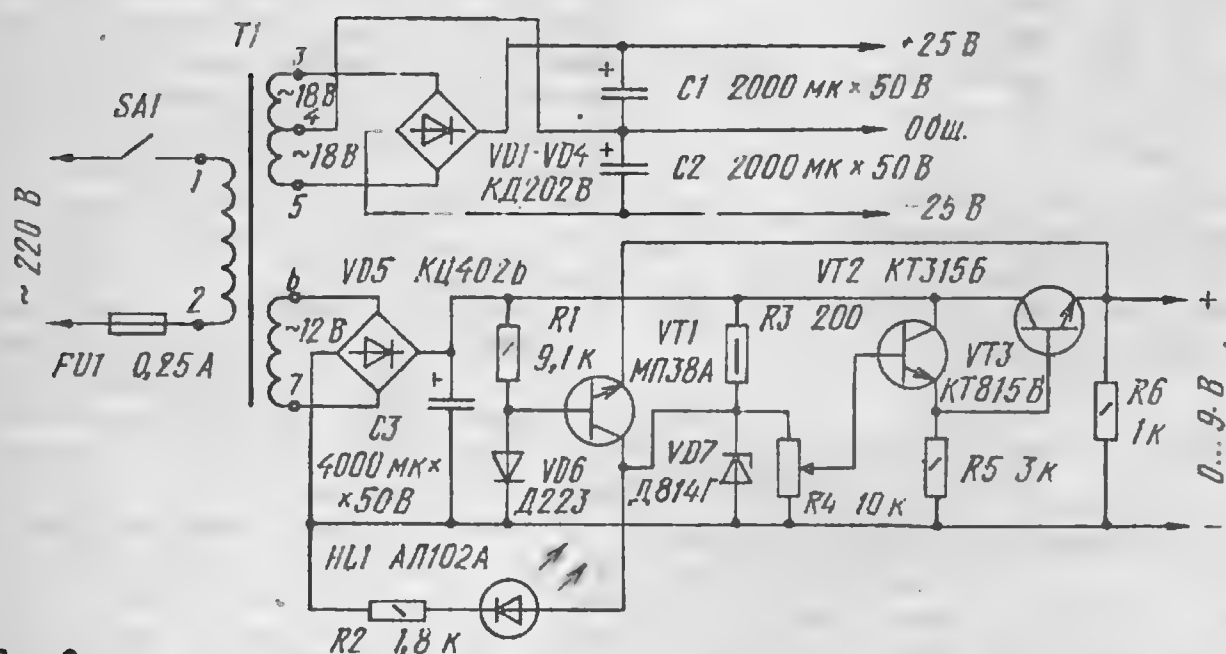 T1
3
~18 В
4
~18 В
5
SA1
1
2
~ 220 В
FU1 0,25 А
VD1-VD4
КД202В
+
C1 2000 мк × 50 В
+
C2 2000 мк × 50 В
+25 В
Общ.
-25 В
6
~12 В
7
VD5 КЦ402Ь
+
C3
4000 мк ×
× 50 В
R1
9,1 к
VD6
Д223
VT1
МП38А
R3 200
VD7
Д814Г
R4 10 к
VT2 КТ315Б
VT3
КТ815В
R5 3 к
R6
1 к
+
0...9 В
-
HL1 АЛ102А
R2 1,8 к